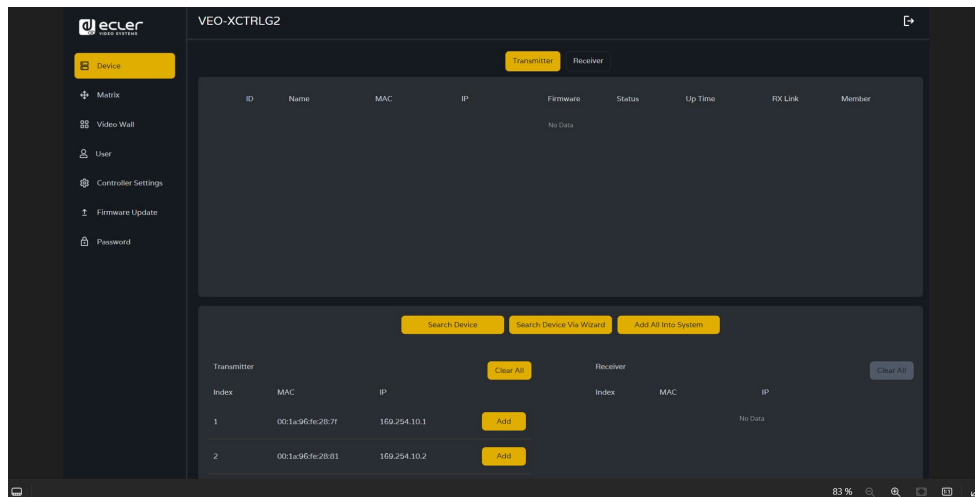 ecler
VIDEO SYSTEMS
VEO-XCTRLG2
Device
Matrix
Video Wall
User
Controller Settings
Firmware Update
Password
Transmitter Receiver
ID Name MAC IP Firmware Status Up Time RX Link Member
No Data
Search Device Search Device Via Wizard Add All Into System
Transmitter Clear All
Index MAC IP
1 00:1a:96:fe:28:7f 169.254.10.1 Add
2 00:1a:96:fe:28:81 169.254.10.2 Add
Receiver Clear All
Index MAC IP
No Data
83 %